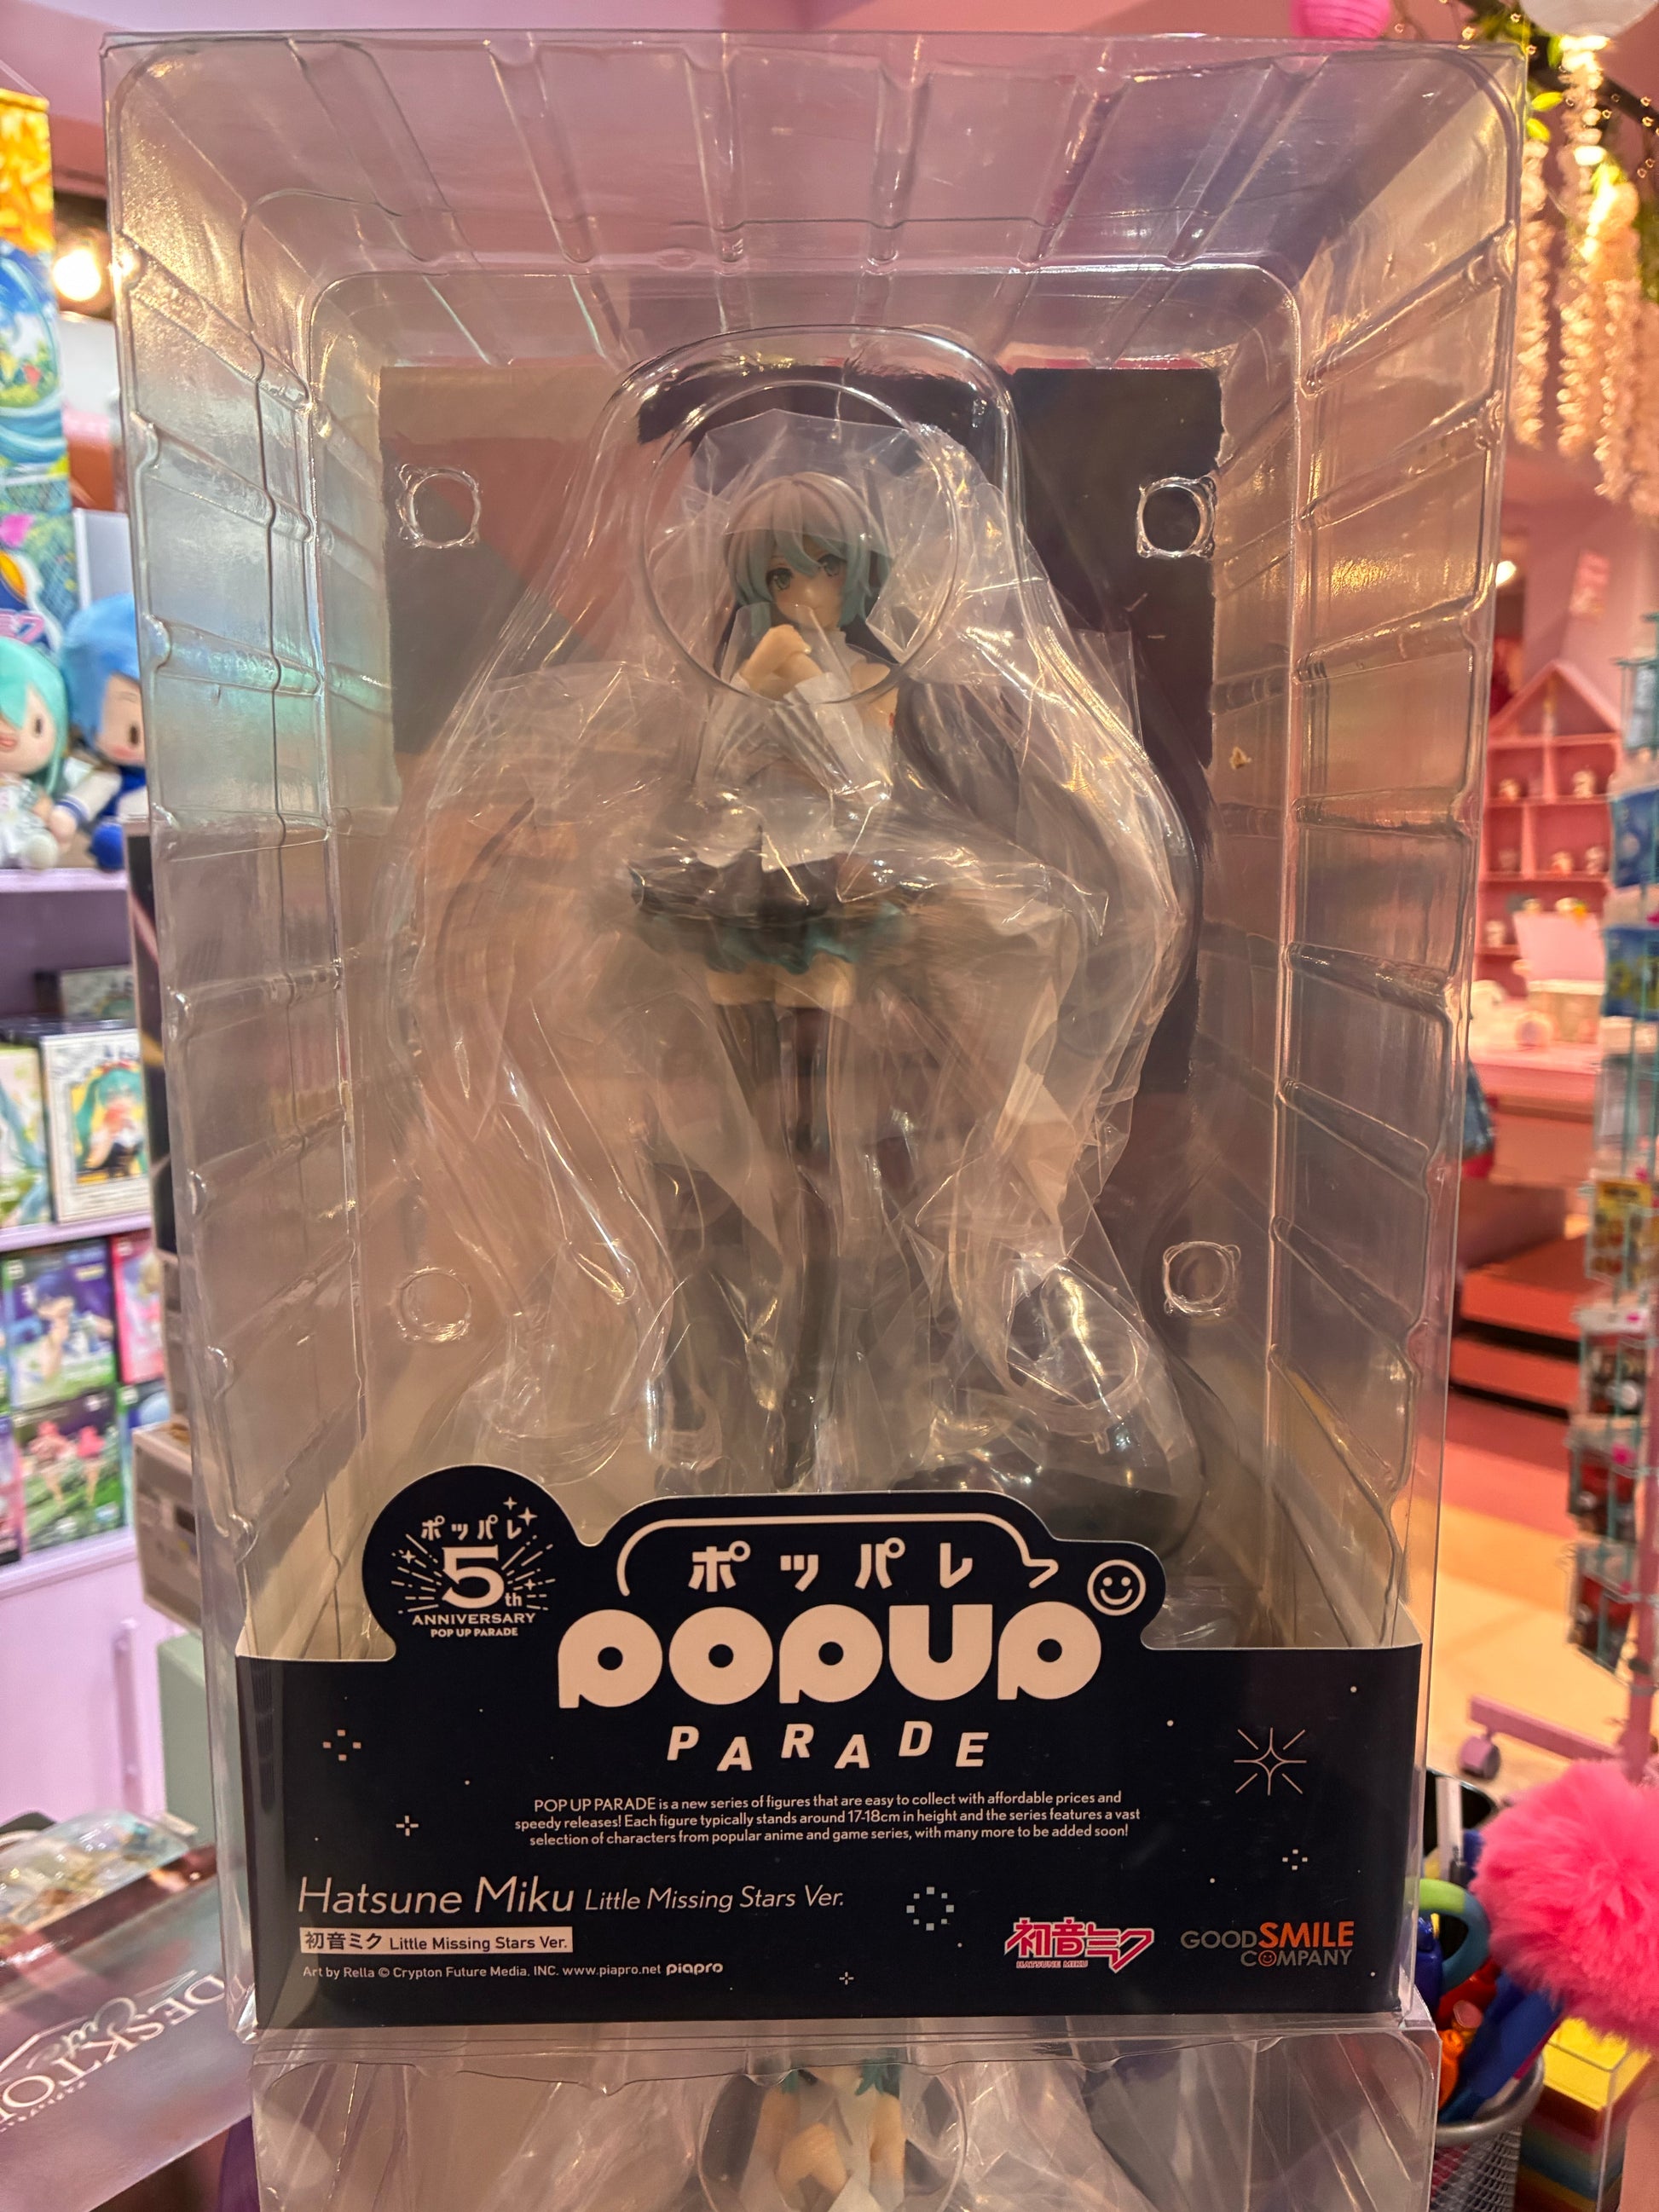 ポッパレ
5th
ANNIVERSARY
POP UP PARADE
ポッパレ
POPUP
PARADE
POP UP PARADE is a new series of figures that are easy to collect with affordable prices and
speedy releases! Each figure typically stands around 17-18cm in height and the series features a vast
selection of characters from popular anime and game series, with many more to be added soon!
Hatsune Miku Little Missing Stars Ver.
初音ミク Little Missing Stars Ver.
Art by Rella © Crypton Future Media, INC. www.piapro.net piapro
初音ミク
HATSUNE MIKU
GOOD SMILE
COMPANY
DESKTO
Cute